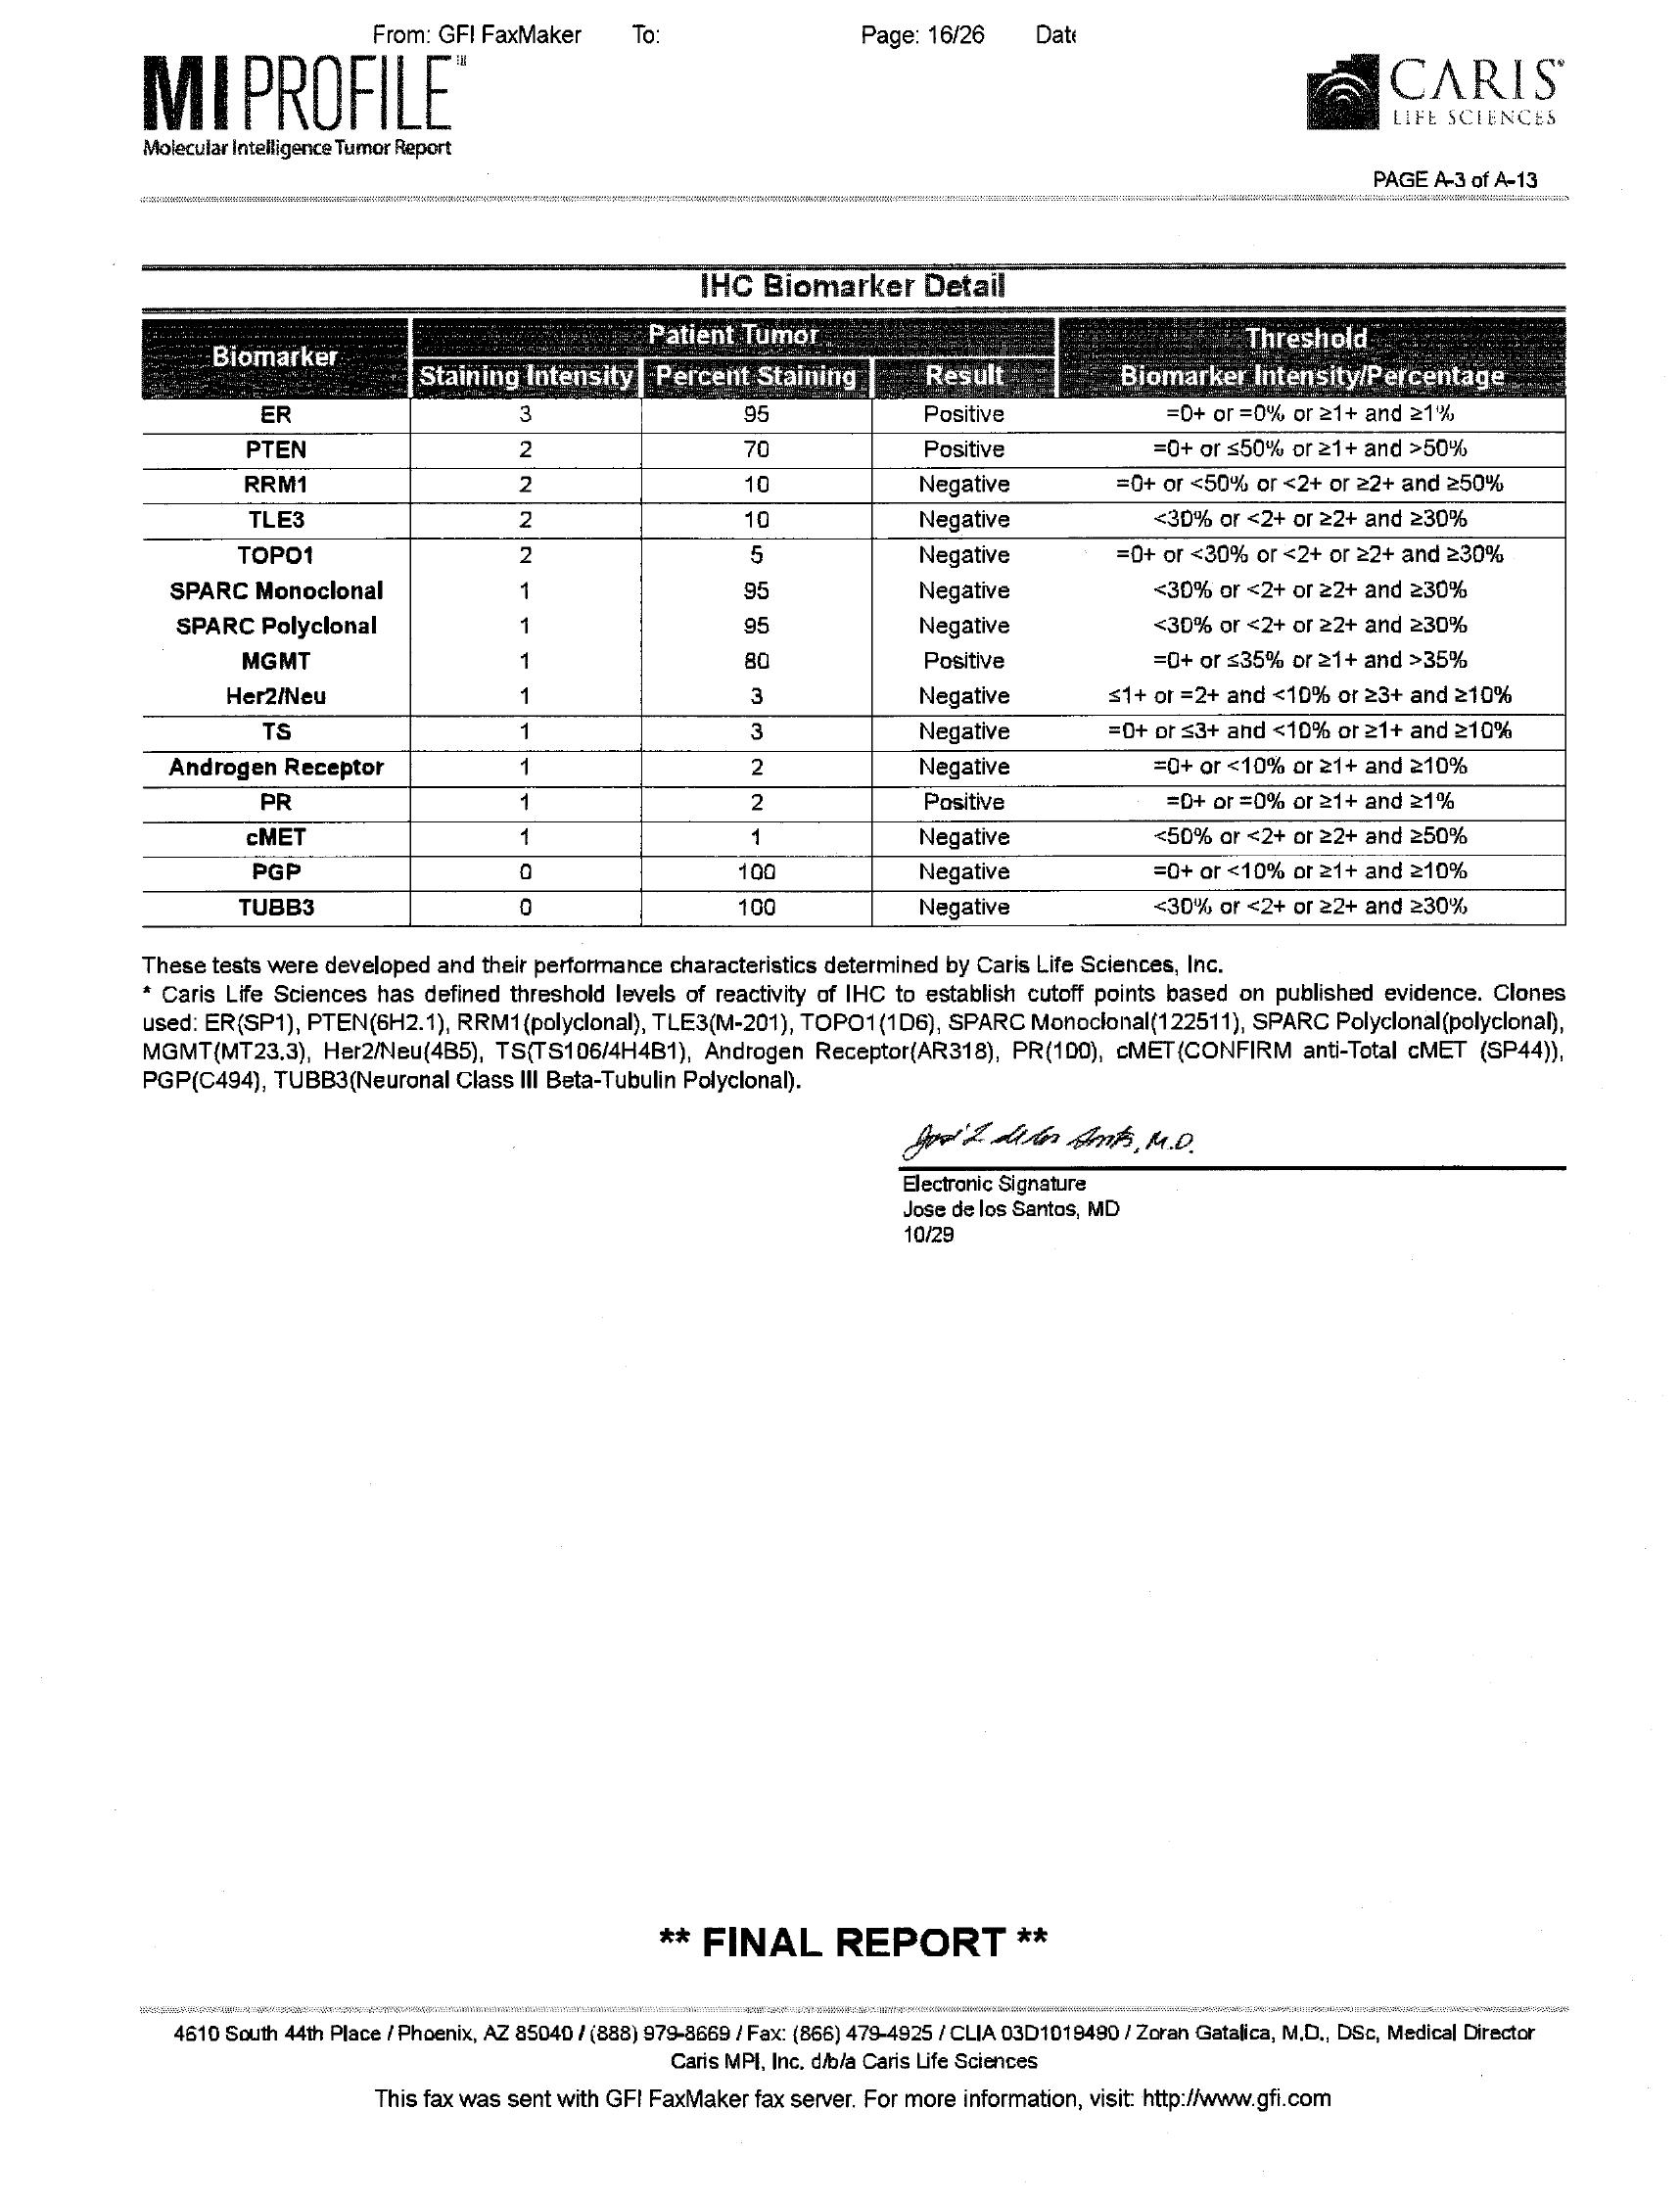 From: GFI FaxMaker To: Page: 16/26 Date
MI PROFILE
Molecular Intelligence Tumor Report
CARIS
LIFE SCIENCES
PAGE A-3 of A-13
IHC Biomarker Detail
Biomarker Patient Tumor Threshold
Staining Intensity Percent Staining Result Biomarker Intensity/Percentage
ER 3 95 Positive =0+ or =0% or ≥1+ and ≥1%
PTEN 2 70 Positive =0+ or ≤50% or ≥1+ and >50%
RRM1 2 10 Negative =0+ or <50% or <2+ or ≥2+ and ≥50%
TLE3 2 10 Negative <30% or <2+ or ≥2+ and ≥30%
TOPO1 2 5 Negative =0+ or <30% or <2+ or ≥2+ and ≥30%
SPARC Monoclonal 1 95 Negative <30% or <2+ or ≥2+ and ≥30%
SPARC Polyclonal 1 95 Negative <30% or <2+ or ≥2+ and ≥30%
MGMT 1 80 Positive =0+ or ≤35% or ≥1+ and >35%
Her2/Neu 1 3 Negative ≤1+ or =2+ and <10% or ≥3+ and ≥10%
TS 1 3 Negative =0+ or ≤3+ and <10% or ≥1+ and ≥10%
Androgen Receptor 1 2 Negative =0+ or <10% or ≥1+ and ≥10%
PR 1 2 Positive =0+ or =0% or ≥1+ and ≥1%
cMET 1 1 Negative <50% or <2+ or ≥2+ and ≥50%
PGP 0 100 Negative =0+ or <10% or ≥1+ and ≥10%
TUBB3 0 100 Negative <30% or <2+ or ≥2+ and ≥30%
These tests were developed and their performance characteristics determined by Caris Life Sciences, Inc.
* Caris Life Sciences has defined threshold levels of reactivity of IHC to establish cutoff points based on published evidence. Clones
used: ER(SP1), PTEN(6H2.1), RRM1(polyclonal), TLE3(M-201), TOPO1(1D6), SPARC Monoclonal(122511), SPARC Polyclonal(polyclonal),
MGMT(MT23.3), Her2/Neu(4B5), TS(TS106/4H4B1), Androgen Receptor(AR318), PR(100), cMET(CONFIRM anti-Total cMET (SP44)),
PGP(C494), TUBB3(Neuronal Class III Beta-Tubulin Polyclonal).
José L de los Santos, M.D.
Electronic Signature
Jose de los Santos, MD
10/29
** FINAL REPORT **
4610 South 44th Place / Phoenix, AZ 85040 / (888) 979-8669 / Fax: (866) 479-4925 / CLIA 03D1019490 / Zoran Gatalica, M.D., DSc, Medical Director
Caris MPI, Inc. d/b/a Caris Life Sciences
This fax was sent with GFI FaxMaker fax server. For more information, visit: http://www.gfi.com